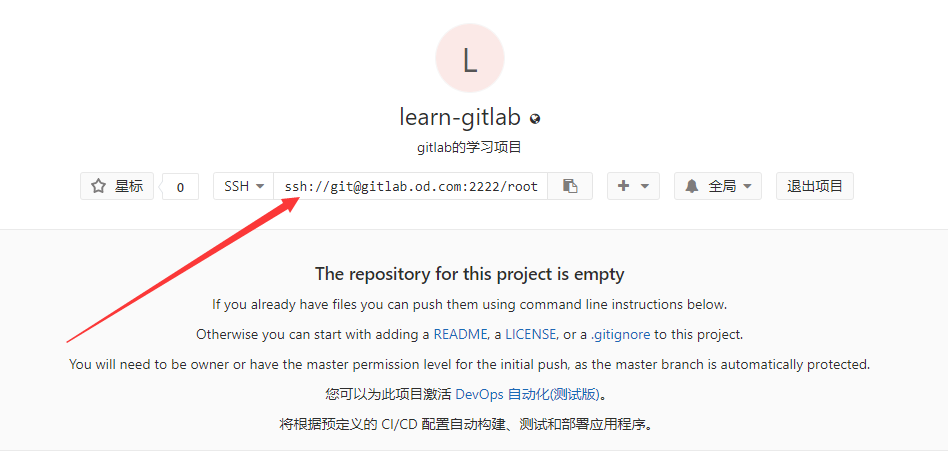 L
learn-gitlab
gitlab的学习项目
星标 0 SSH ssh://git@gitlab.od.com:2222/root 全局 退出项目
The repository for this project is empty
If you already have files you can push them using command line instructions below.
Otherwise you can start with adding a README, a LICENSE, or a .gitignore to this project.
You will need to be owner or have the master permission level for the initial push, as the master branch is automatically protected.
您可以为此项目激活 DevOps 自动化(测试版)。
将根据预定义的 CI/CD 配置自动构建、测试和部署应用程序。